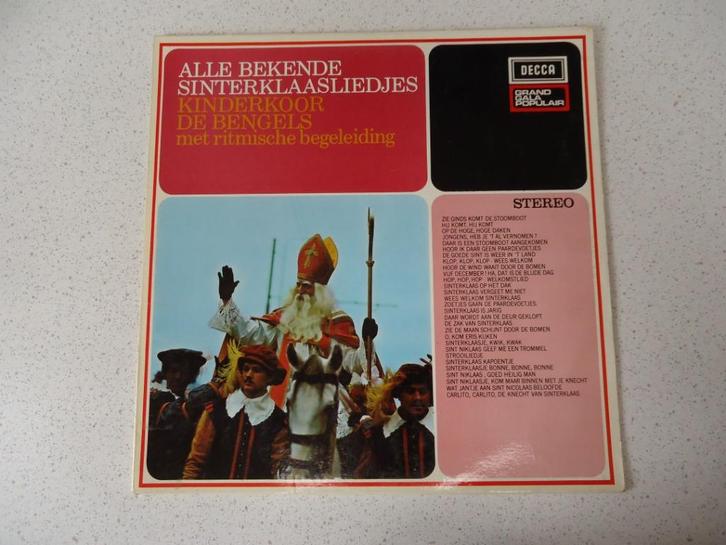 ALLE BEKENDE
SINTERKLAASLIEDJES
KINDERKOOR
DE BENGELS
met ritmische begeleiding
DECCA
GRAND
GALA
POPULAIR
STEREO
ZIE GINDS KOMT DE STOOMBOOT
HIJ KOMT, HIJ KOMT
OP DE HOGE, HOGE DAKEN
JONGENS, HEB JE 'T AL VERNOMEN?
DAAR IS EEN STOOMBOOT AANGEKOMEN
HOOR IK DAAR GEEN PAARDEVOETJES
DE GOEDE SINT IS WEER IN 'T LAND
KLOP, KLOP, KLOP - WEES WELKOM
HOOR DE WIND WAAIT DOOR DE BOMEN
VIJF DECEMBER! HA, DAT IS DE BLIJDE DAG
HOP, HOP, HOP - WELKOMSTLIED
SINTERKLAAS OP HET DAK
SINTERKLAAS VERGEET ME NIET
WEES WELKOM SINTERKLAAS
ZOETJES GAAN DE PAARDEVOETJES
SINTERKLAAS IS JARIG
DAAR WORDT AAN DE DEUR GEKLOPT
DE ZAK VAN SINTERKLAAS
ZIE DE MAAN SCHIJNT DOOR DE BOMEN
O, KOM ERIS KIJKEN
SINTERKLAASJE, KWIK, KWAK
SINT NIKLAAS GEEF ME EEN TROMMEL
STROOLIEDJE
SINTERKLAAS KAPOENTJE
SINTERKLAASJE BONNE, BONNE, BONNE
SINT NIKLAAS, GOED HEILIG MAN
SINT NIKLAASJE, KOM MAAR BINNEN MET JE KNECHT
WAT JANTJE AAN SINT NICOLAAS BELOOFDE
CARLITO, CARLITO, DE KNECHT VAN SINTERKLAAS